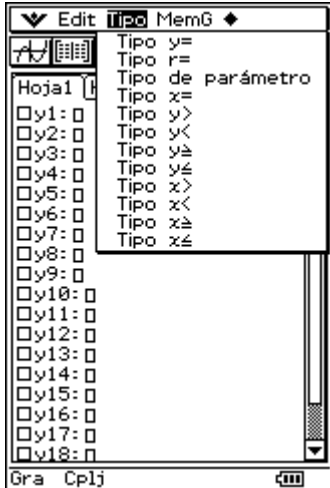 Edit Tipo MemG
Tipo y=
Tipo r=
Tipo de parámetro
Tipo x=
Tipo y>
Tipo y<
Tipo y≥
Tipo y≤
Tipo x>
Tipo x<
Tipo x≥
Tipo x≤
Hoja1
y1:
y2:
y3:
y4:
y5:
y6:
y7:
y8:
y9:
y10:
y11:
y12:
y13:
y14:
y15:
y16:
y17:
y18:
Gra Cplj